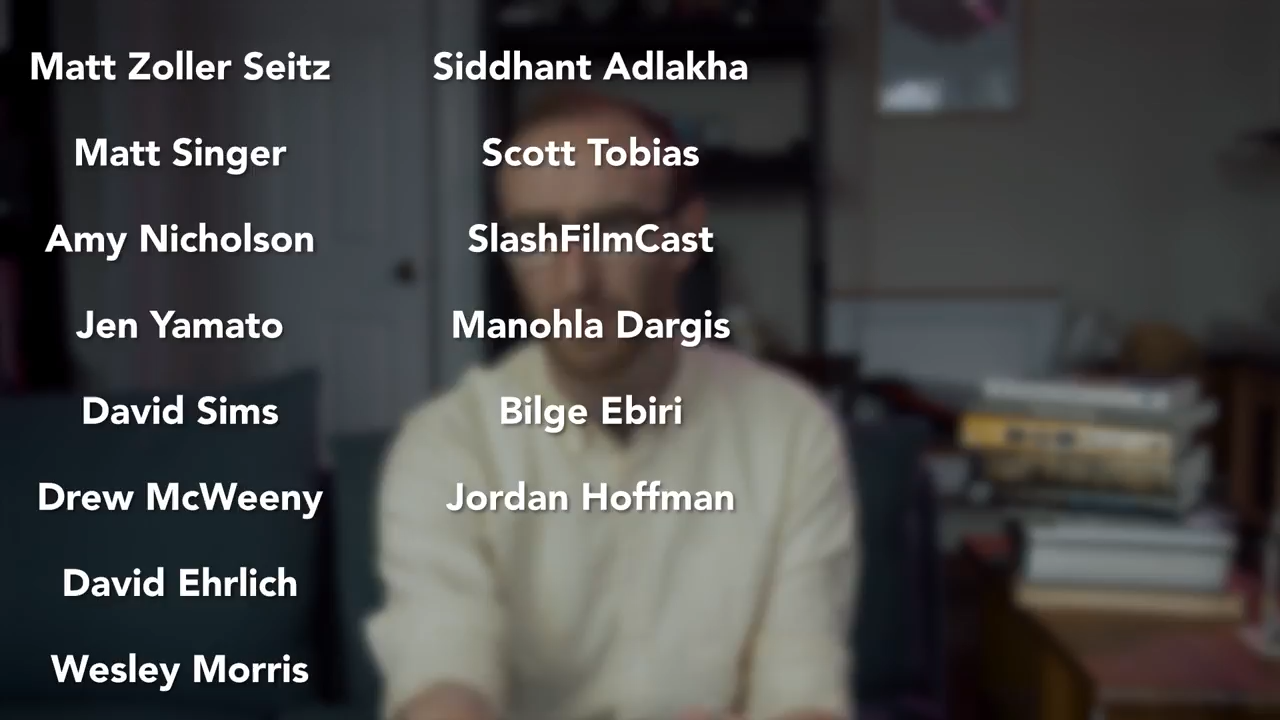 Matt Zoller Seitz
Matt Singer
Amy Nicholson
Jen Yamato
David Sims
Drew McWeeny
David Ehrlich
Wesley Morris
Siddhant Adlakha
Scott Tobias
SlashFilmCast
Manohla Dargis
Bilge Ebiri
Jordan Hoffman